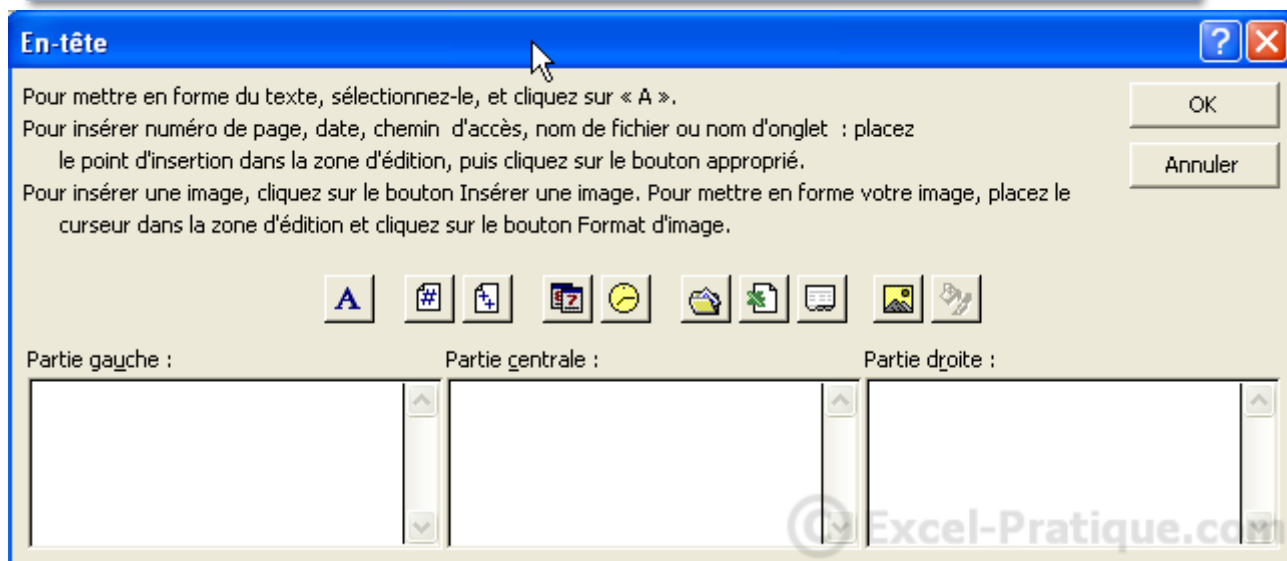 En-tête
Pour mettre en forme du texte, sélectionnez-le, et cliquez sur « A ».
Pour insérer numéro de page, date, chemin d'accès, nom de fichier ou nom d'onglet : placez
le point d'insertion dans la zone d'édition, puis cliquez sur le bouton approprié.
Pour insérer une image, cliquez sur le bouton Insérer une image. Pour mettre en forme votre image, placez le
curseur dans la zone d'édition et cliquez sur le bouton Format d'image.
OK
Annuler
A
Partie gauche :
Partie centrale :
Partie droite :
© Excel-Pratique.com